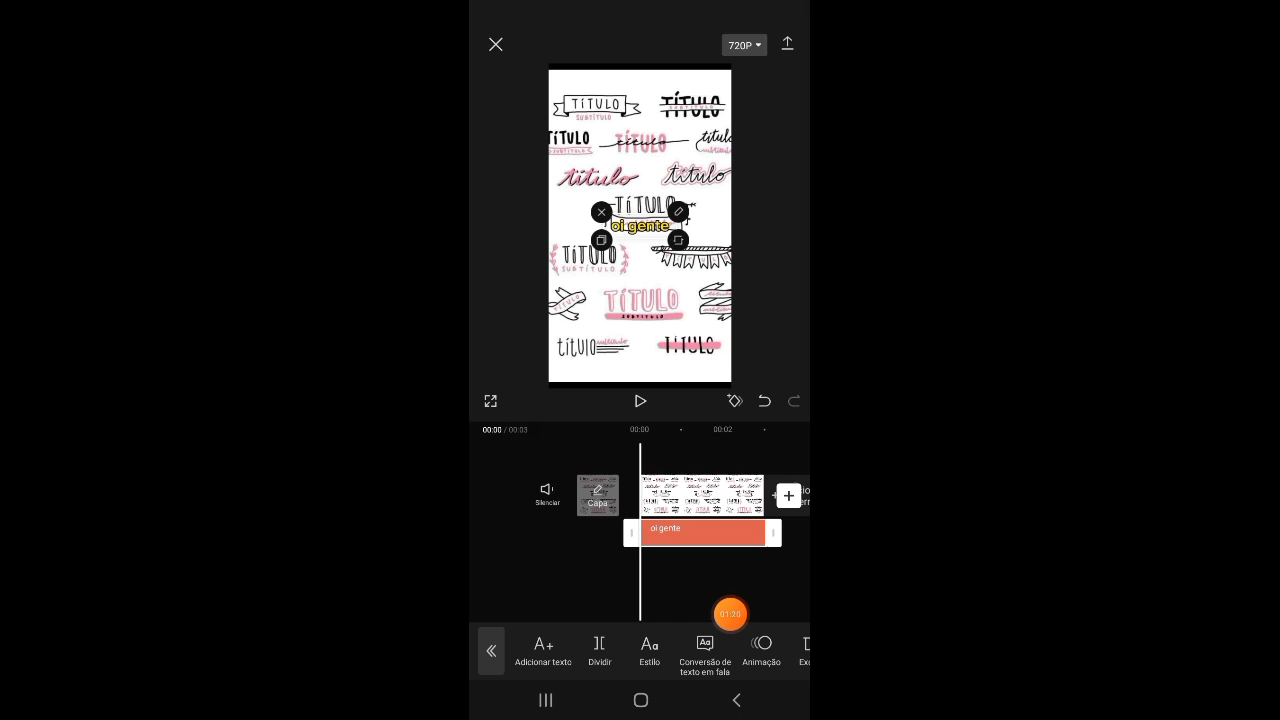 720P
TÍTULO
SUBTÍTULO
TÍTULO
TÍTULO
SUBTÍTULO
TÍTULO
título
título
título
TÍTULO
oi gente
TÍTULO
SUBTÍTULO
TÍTULO
TÍTULO
SUBTÍTULO
título
subtítulo
TÍTULO
00:00 / 00:03
00:00
00:02
Silenciar
Capa
oi gente
01:20
Adicionar texto
Dividir
Estilo
Conversão de
texto em fala
Animação